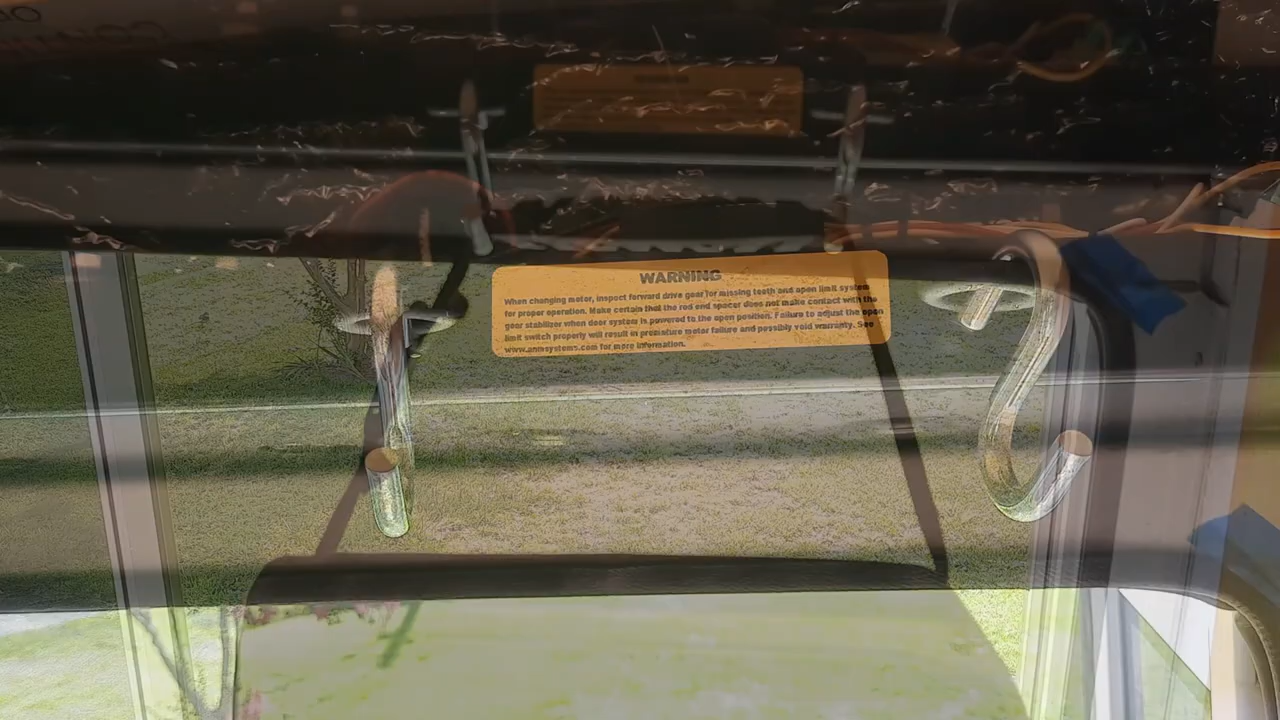 WARNING
When changing motor, inspect forward drive gear for missing teeth and open limit system
for proper operation. Make certain that the rod end spacer does not make contact with the
gear stabilizer when door system is powered to the open position. Failure to adjust the open
limit switch properly will result in premature motor failure and possibly void warranty. See
www.anmsystems.com for more information.